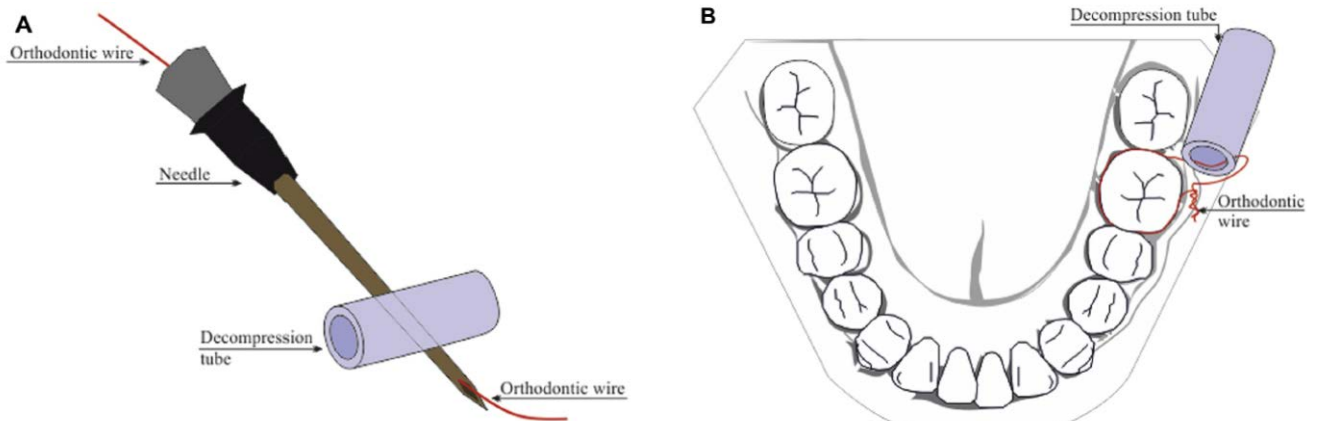 A
Orthodontic wire
Needle
Decompression
tube
Orthodontic wire
B
Decompression tube
Orthodontic
wire